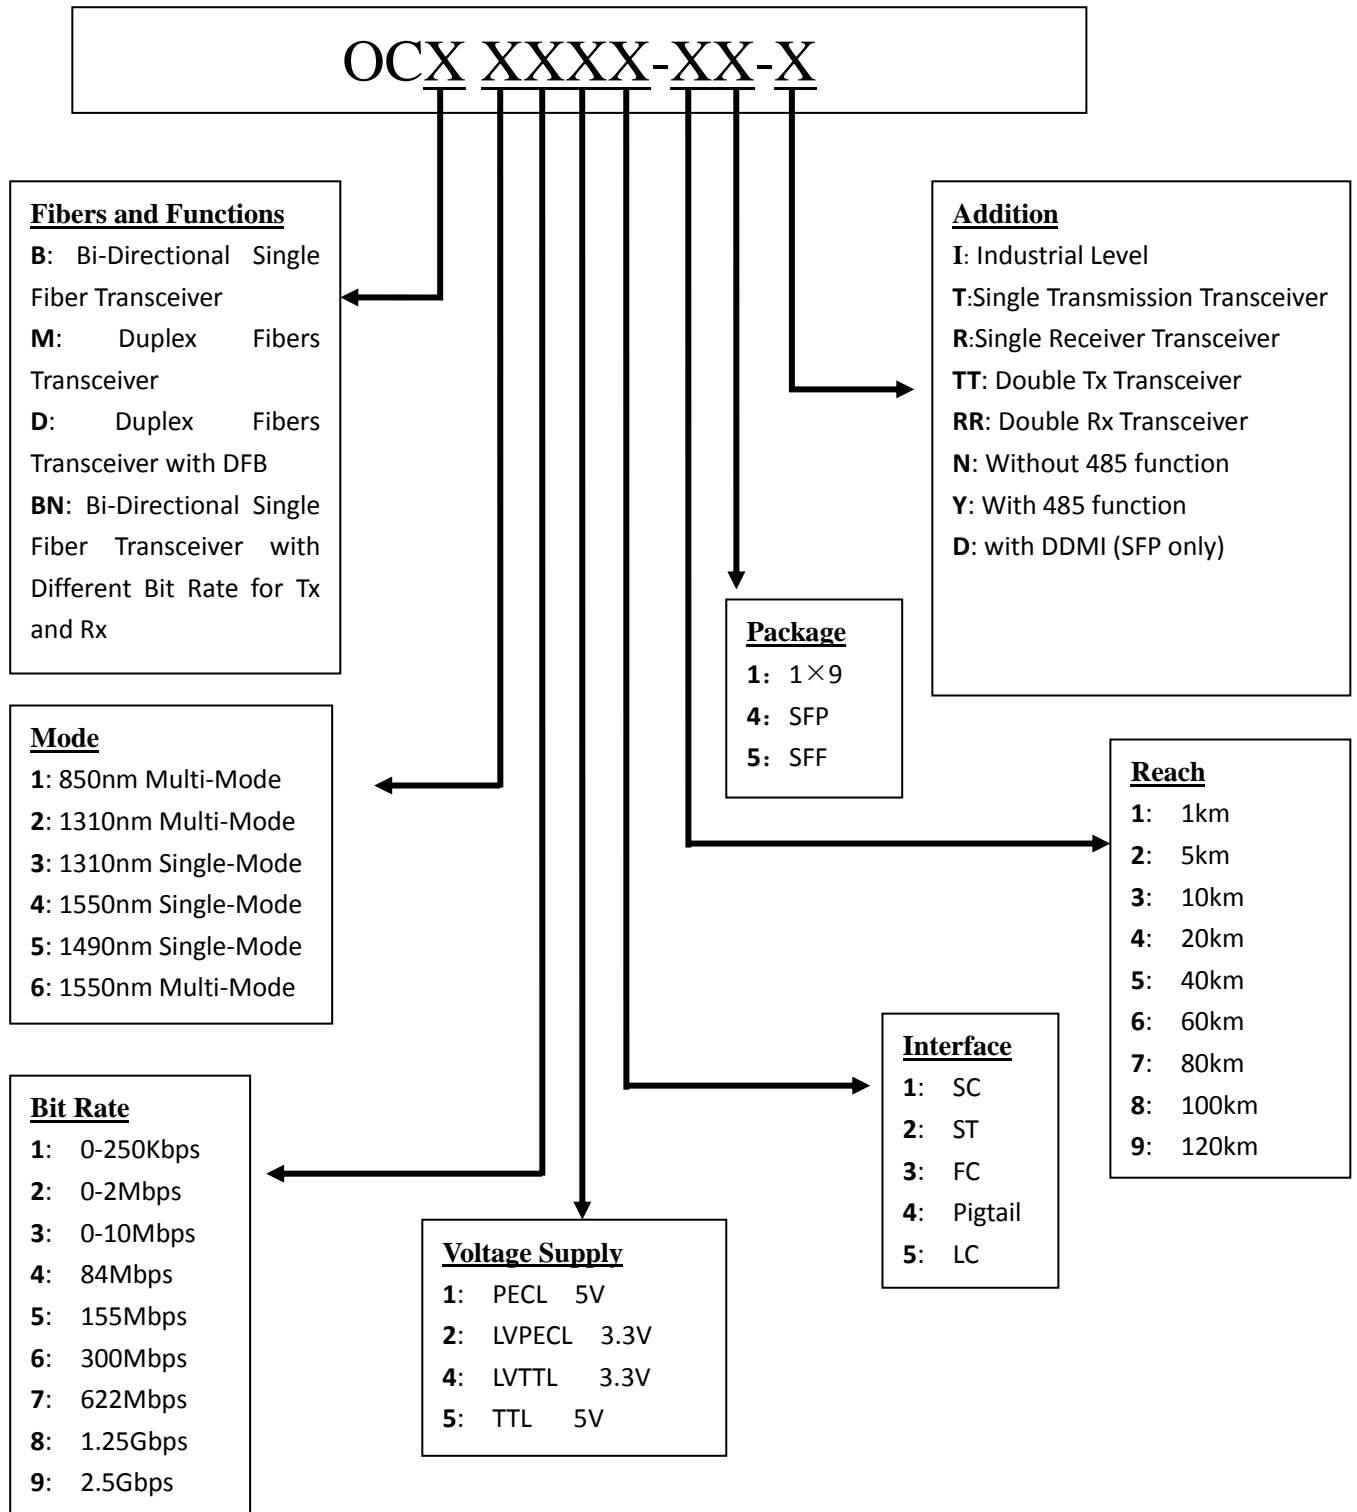 OCX XXXX-XX-X
Fibers and Functions
B: Bi-Directional Single
Fiber Transceiver
M: Duplex Fibers
Transceiver
D: Duplex Fibers
Transceiver with DFB
BN: Bi-Directional Single
Fiber Transceiver with
Different Bit Rate for Tx
and Rx
Addition
I: Industrial Level
T:Single Transmission Transceiver
R:Single Receiver Transceiver
TT: Double Tx Transceiver
RR: Double Rx Transceiver
N: Without 485 function
Y: With 485 function
D: with DDMI (SFP only)
Package
1: 1×9
4: SFP
5: SFF
Mode
1: 850nm Multi-Mode
2: 1310nm Multi-Mode
3: 1310nm Single-Mode
4: 1550nm Single-Mode
5: 1490nm Single-Mode
6: 1550nm Multi-Mode
Reach
1: 1km
2: 5km
3: 10km
4: 20km
5: 40km
6: 60km
7: 80km
8: 100km
9: 120km
Interface
1: SC
2: ST
3: FC
4: Pigtail
5: LC
Bit Rate
1: 0-250Kbps
2: 0-2Mbps
3: 0-10Mbps
4: 84Mbps
5: 155Mbps
6: 300Mbps
7: 622Mbps
8: 1.25Gbps
9: 2.5Gbps
Voltage Supply
1: PECL 5V
2: LVPECL 3.3V
4: LVTTL 3.3V
5: TTL 5V